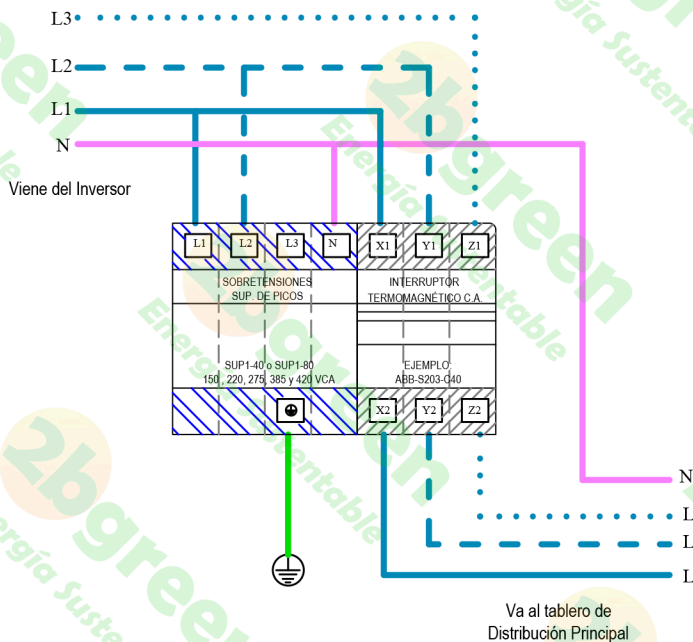 L3
L2
L1
N
Viene del Inversor
L1 L2 L3 N X1 Y1 Z1
SOBRETENSIONES
SUP. DE PICOS
INTERRUPTOR
TERMOMAGNÉTICO C.A.
SUP1-40 o SUP1-80
150 , 220, 275, 385 y 420 VCA
EJEMPLO:
ABB-S203-C40
X2 Y2 Z2
N
L
L
L
Va al tablero de
Distribución Principal
2bgreen
Energía Sustentable